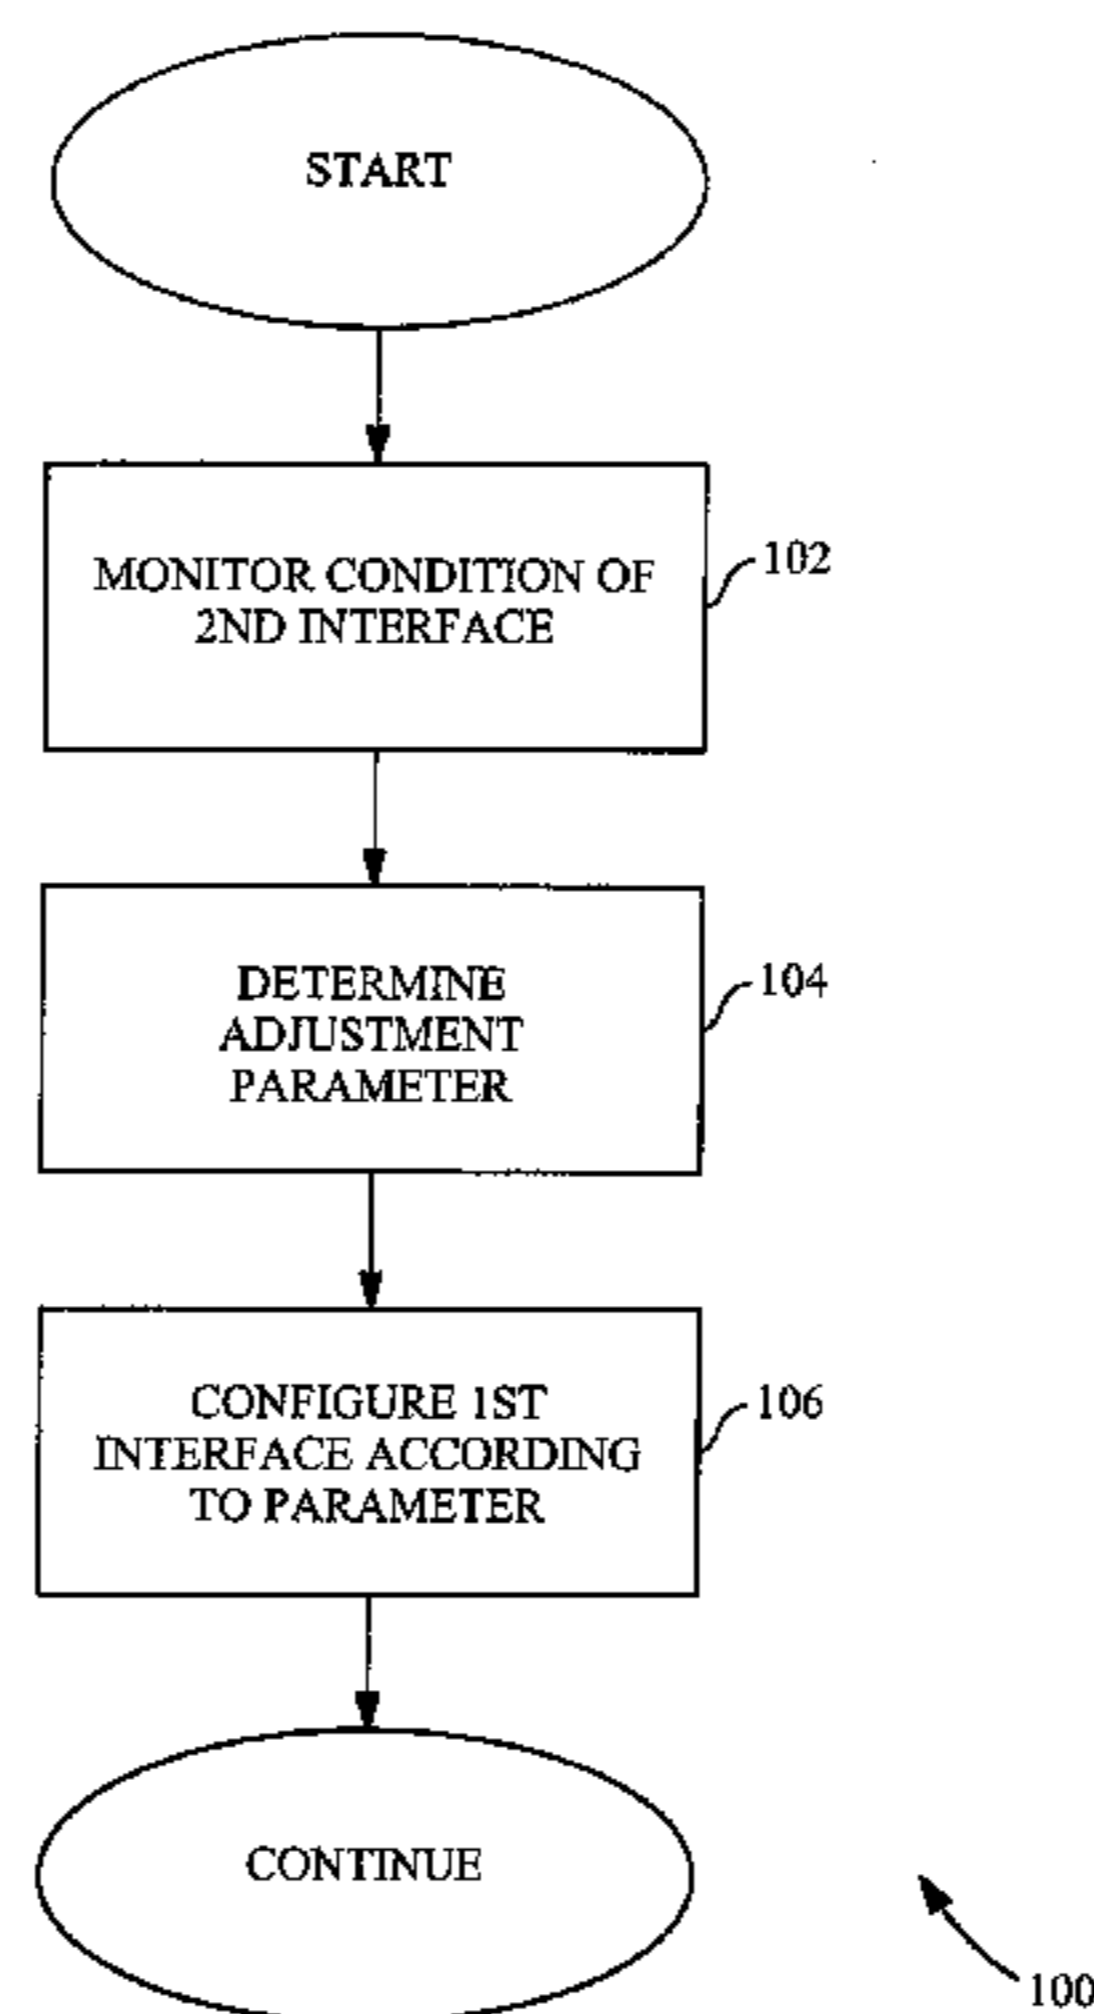 START
MONITOR CONDITION OF
2ND INTERFACE
102
DETERMINE
ADJUSTMENT
PARAMETER
104
CONFIGURE 1ST
INTERFACE ACCORDING
TO PARAMETER
106
CONTINUE
100